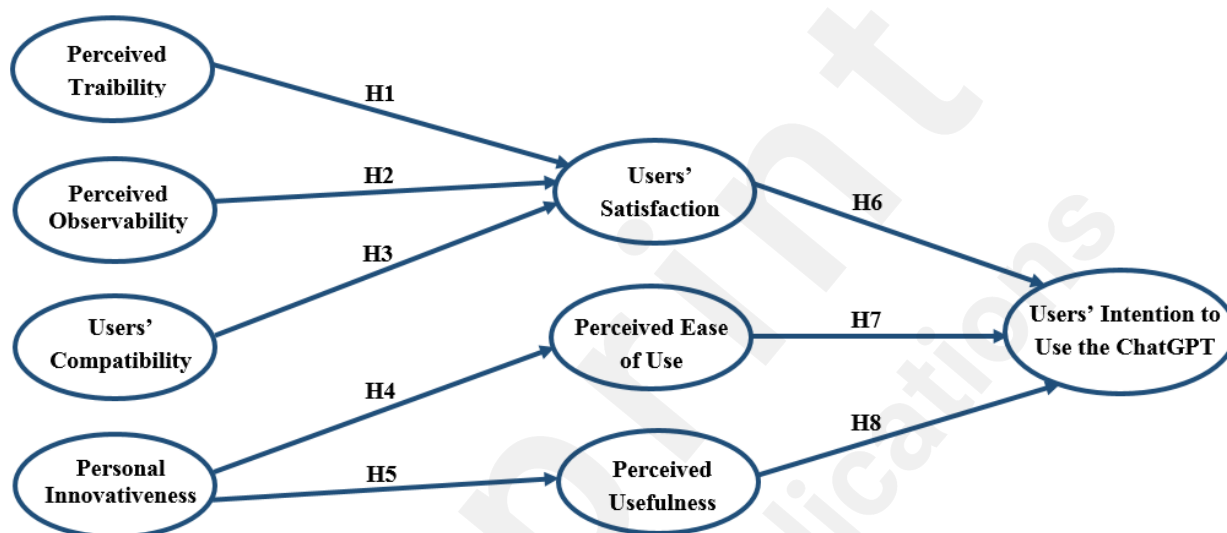 Perceived
Traibility
H1
Perceived
Observability
H2
Users'
Satisfaction
H6
H3
Users'
Compatibility
Perceived Ease
of Use
H7
Users' Intention to
Use the ChatGPT
H4
H8
Personal
Innovativeness
H5
Perceived
Usefulness